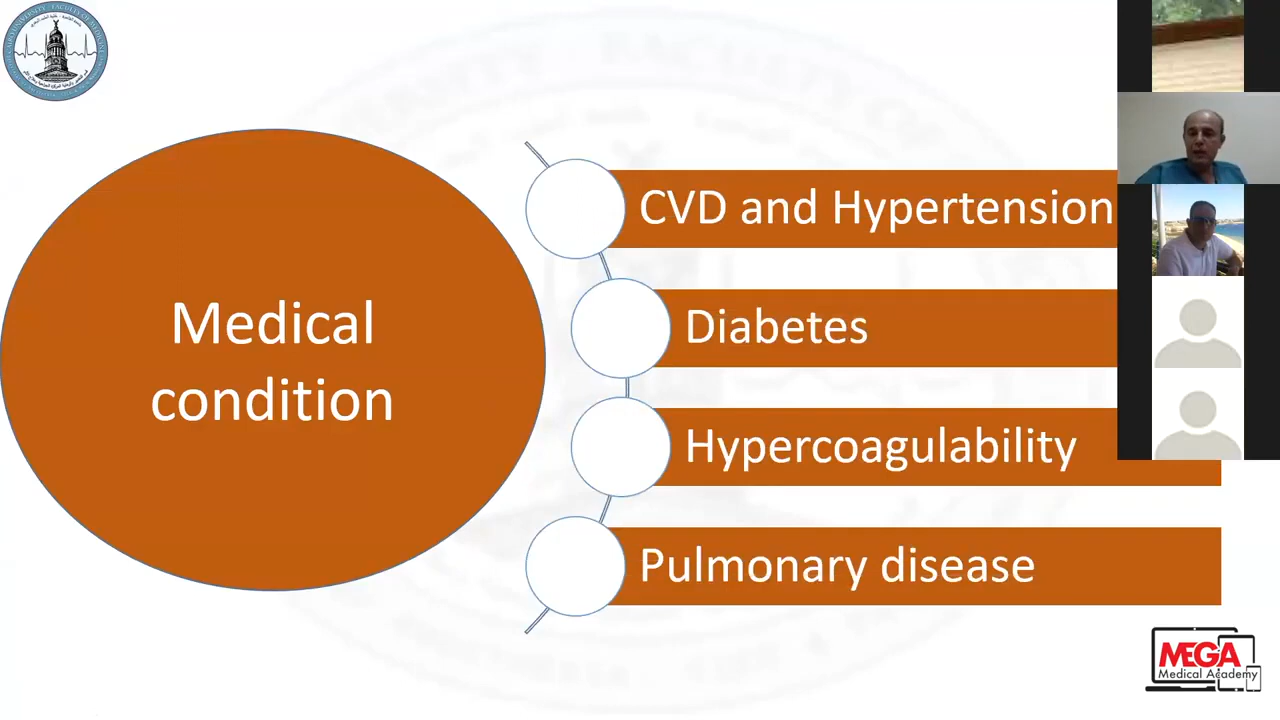 Medical
condition
CVD and Hypertension
Diabetes
Hypercoagulability
Pulmonary disease
MEGA
Medical Academy